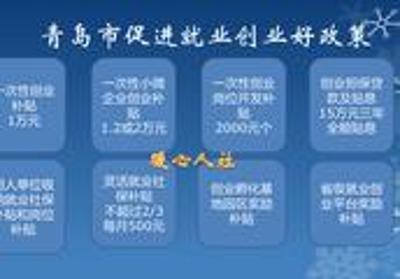 青岛市促进就业创业好政策
一次性创业
补贴
1万元
一次性小微
企业创业补
贴
1.2或2万元
一次性创业
岗位开发补
贴
2000元个
创业担保贷
款及贴息
15万元三年
全额贴息
暖心人社
用人单位吸
纳就业社保
补贴和岗位
补贴
灵活就业社
保补贴
不超过2/3
每月500元
创业孵化基
地园区奖励
补贴
省级就业创
业平台奖励
补贴